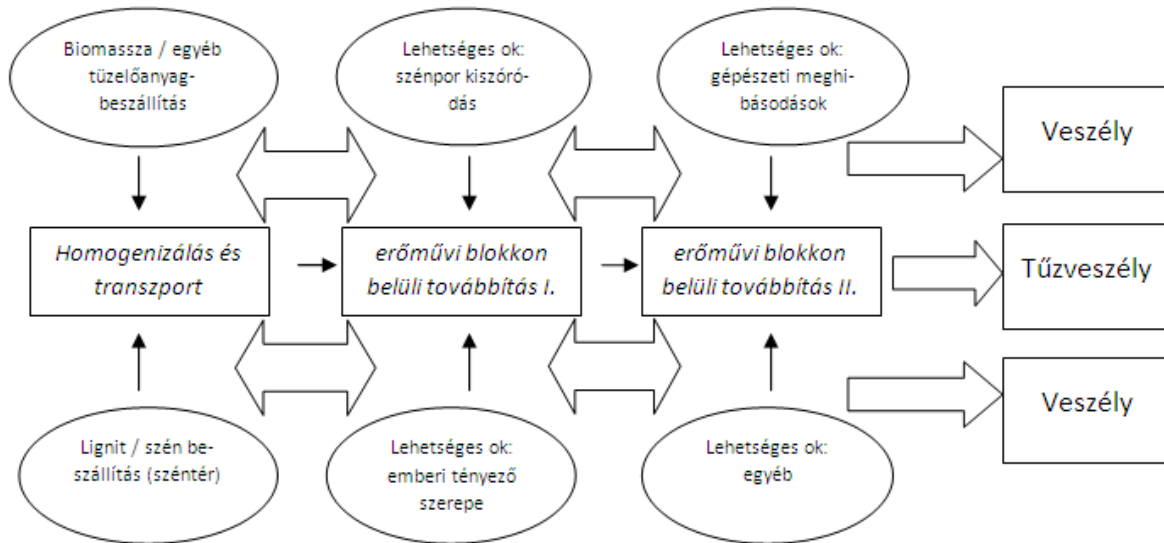 Biomassza / egyéb
tüzelőanyag-
beszállítás
Lehetséges ok:
szénpor kiszóró-
dás
Lehetséges ok:
gépészeti meghi-
básodások
Veszély
Homogenizálás és
transzport
erőművi blokkon
belüli továbbítás I.
erőművi blokkon
belüli továbbítás II.
Tűzveszély
Lignit / szén be-
szállítás (széntér)
Lehetséges ok:
emberi tényező
szerepe
Lehetséges ok:
egyéb
Veszély